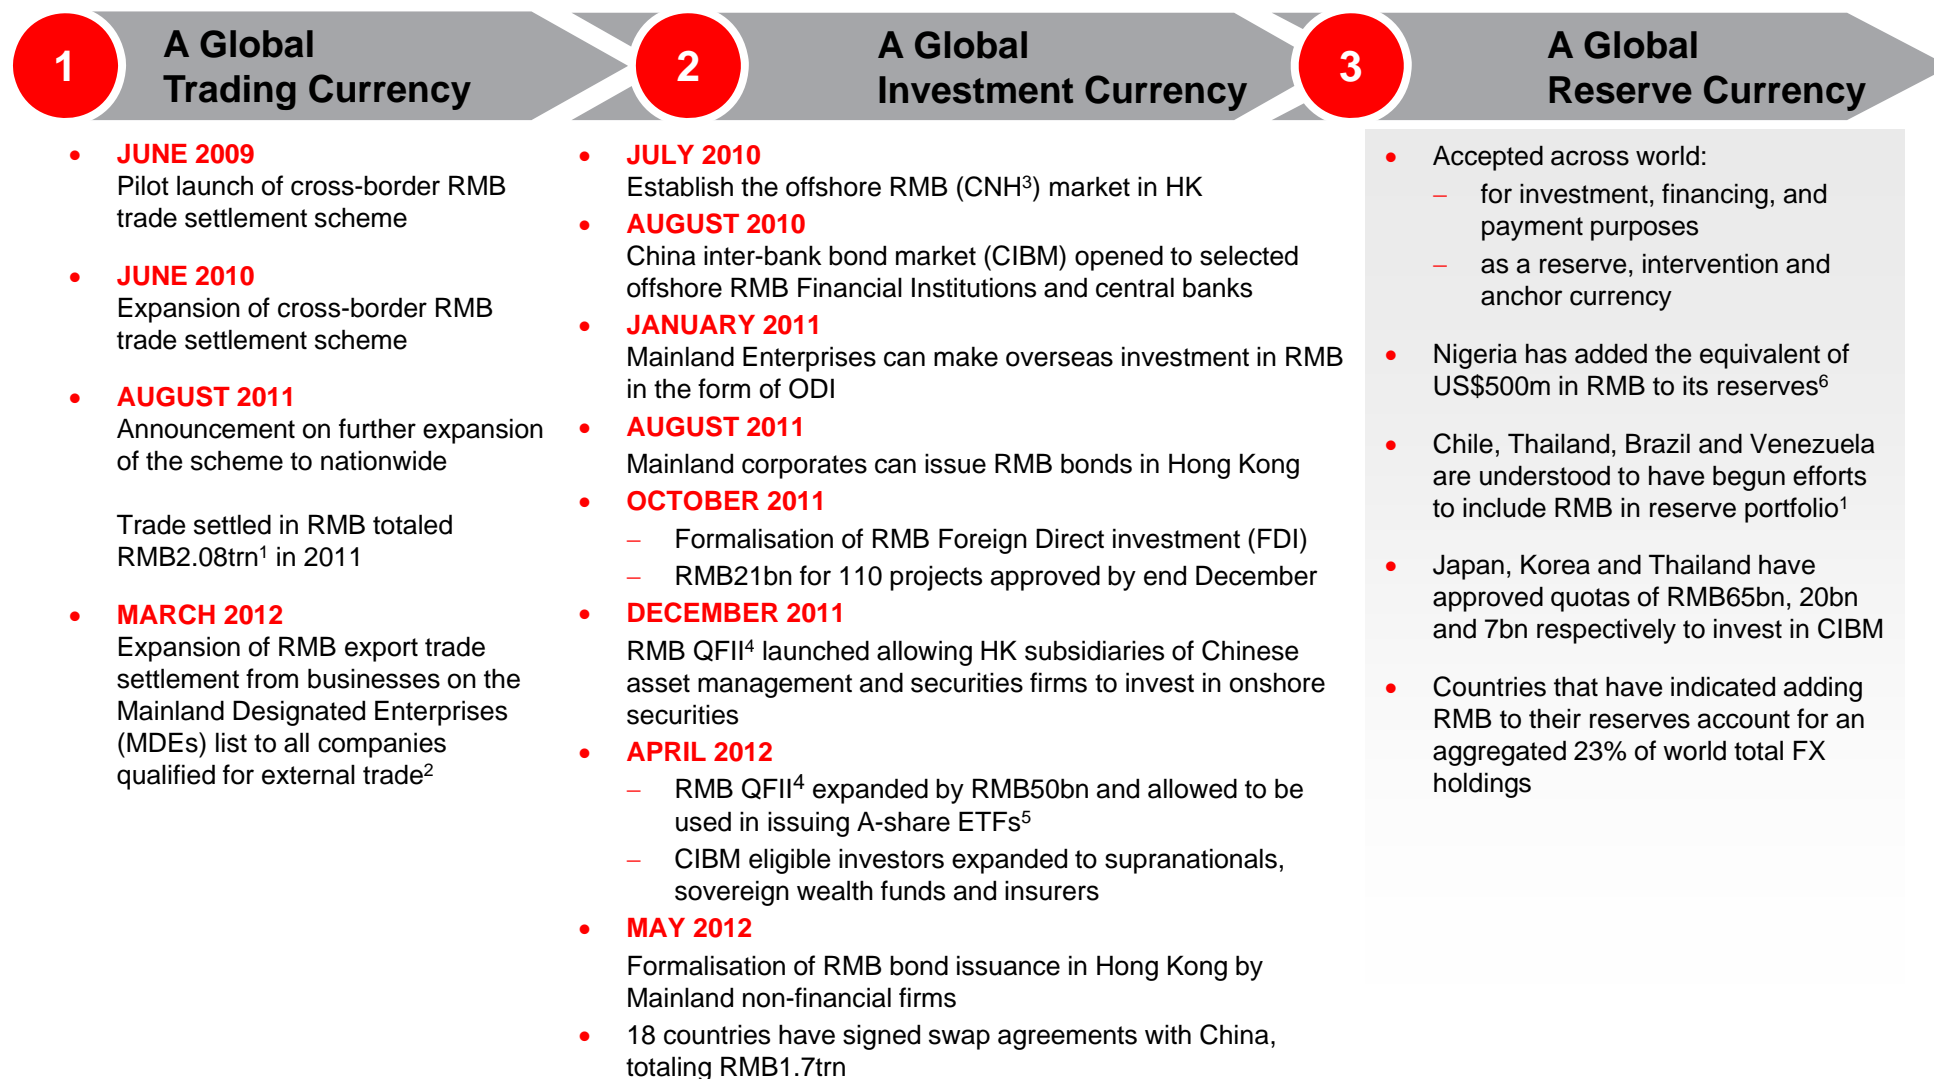 1
A Global
Trading Currency
• JUNE 2009
Pilot launch of cross-border RMB
trade settlement scheme
• JUNE 2010
Expansion of cross-border RMB
trade settlement scheme
• AUGUST 2011
Announcement on further expansion
of the scheme to nationwide
Trade settled in RMB totaled
RMB2.08trn¹ in 2011
• MARCH 2012
Expansion of RMB export trade
settlement from businesses on the
Mainland Designated Enterprises
(MDEs) list to all companies
qualified for external trade²
2
A Global
Investment Currency
• JULY 2010
Establish the offshore RMB (CNH³) market in HK
• AUGUST 2010
China inter-bank bond market (CIBM) opened to selected
offshore RMB Financial Institutions and central banks
• JANUARY 2011
Mainland Enterprises can make overseas investment in RMB
in the form of ODI
• AUGUST 2011
Mainland corporates can issue RMB bonds in Hong Kong
• OCTOBER 2011
– Formalisation of RMB Foreign Direct investment (FDI)
– RMB21bn for 110 projects approved by end December
• DECEMBER 2011
RMB QFII⁴ launched allowing HK subsidiaries of Chinese
asset management and securities firms to invest in onshore
securities
• APRIL 2012
– RMB QFII⁴ expanded by RMB50bn and allowed to be
used in issuing A-share ETFs⁵
– CIBM eligible investors expanded to supranationals,
sovereign wealth funds and insurers
• MAY 2012
Formalisation of RMB bond issuance in Hong Kong by
Mainland non-financial firms
• 18 countries have signed swap agreements with China,
totaling RMB1.7trn
3
A Global
Reserve Currency
• Accepted across world:
– for investment, financing, and
payment purposes
– as a reserve, intervention and
anchor currency
• Nigeria has added the equivalent of
US$500m in RMB to its reserves⁶
• Chile, Thailand, Brazil and Venezuela
are understood to have begun efforts
to include RMB in reserve portfolio¹
• Japan, Korea and Thailand have
approved quotas of RMB65bn, 20bn
and 7bn respectively to invest in CIBM
• Countries that have indicated adding
RMB to their reserves account for an
aggregated 23% of world total FX
holdings